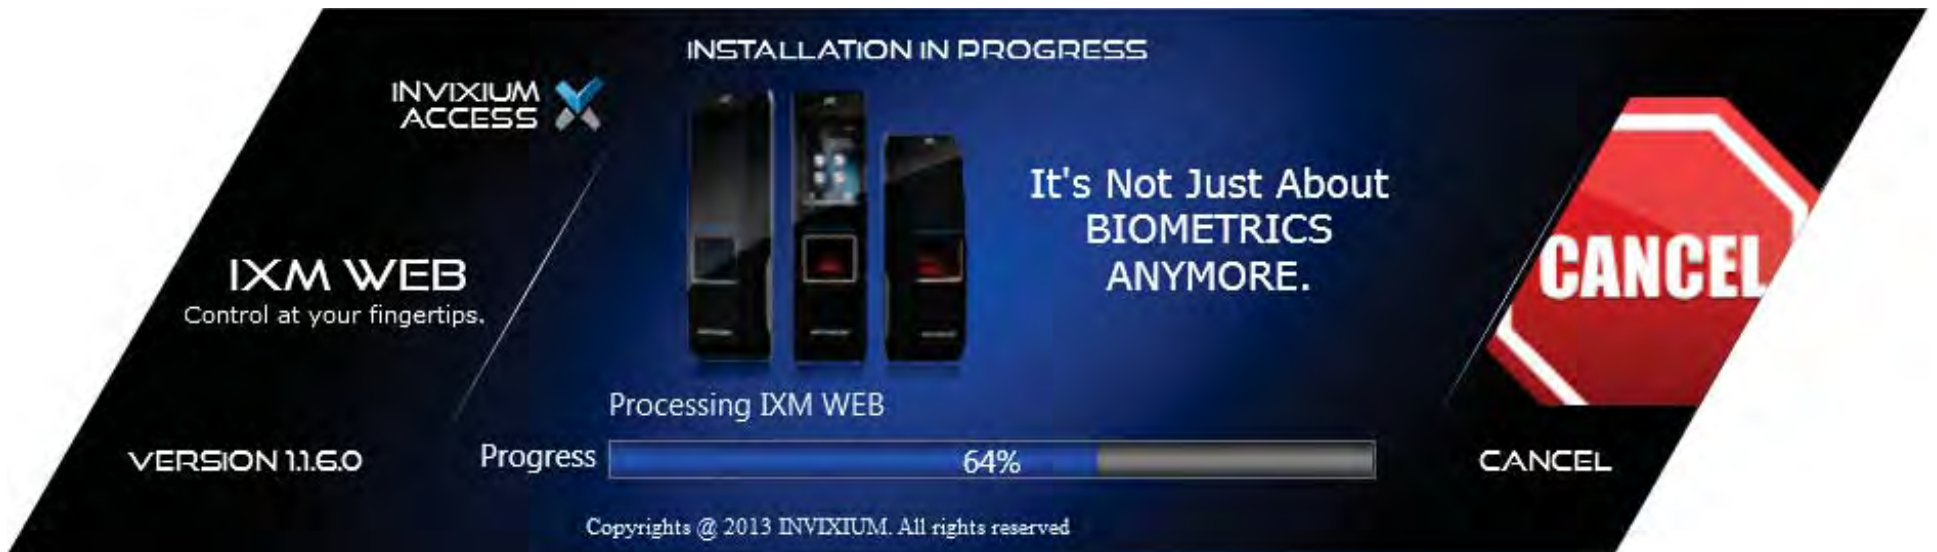 INSTALLATION IN PROGRESS
INVIXIUM
ACCESS
It's Not Just About
BIOMETRICS
ANYMORE.
CANCEL
IXM WEB
Control at your fingertips.
Processing IXM WEB
VERSION 1.1.6.0
Progress
64%
CANCEL
Copyrights @ 2013 INVIXIUM. All rights reserved